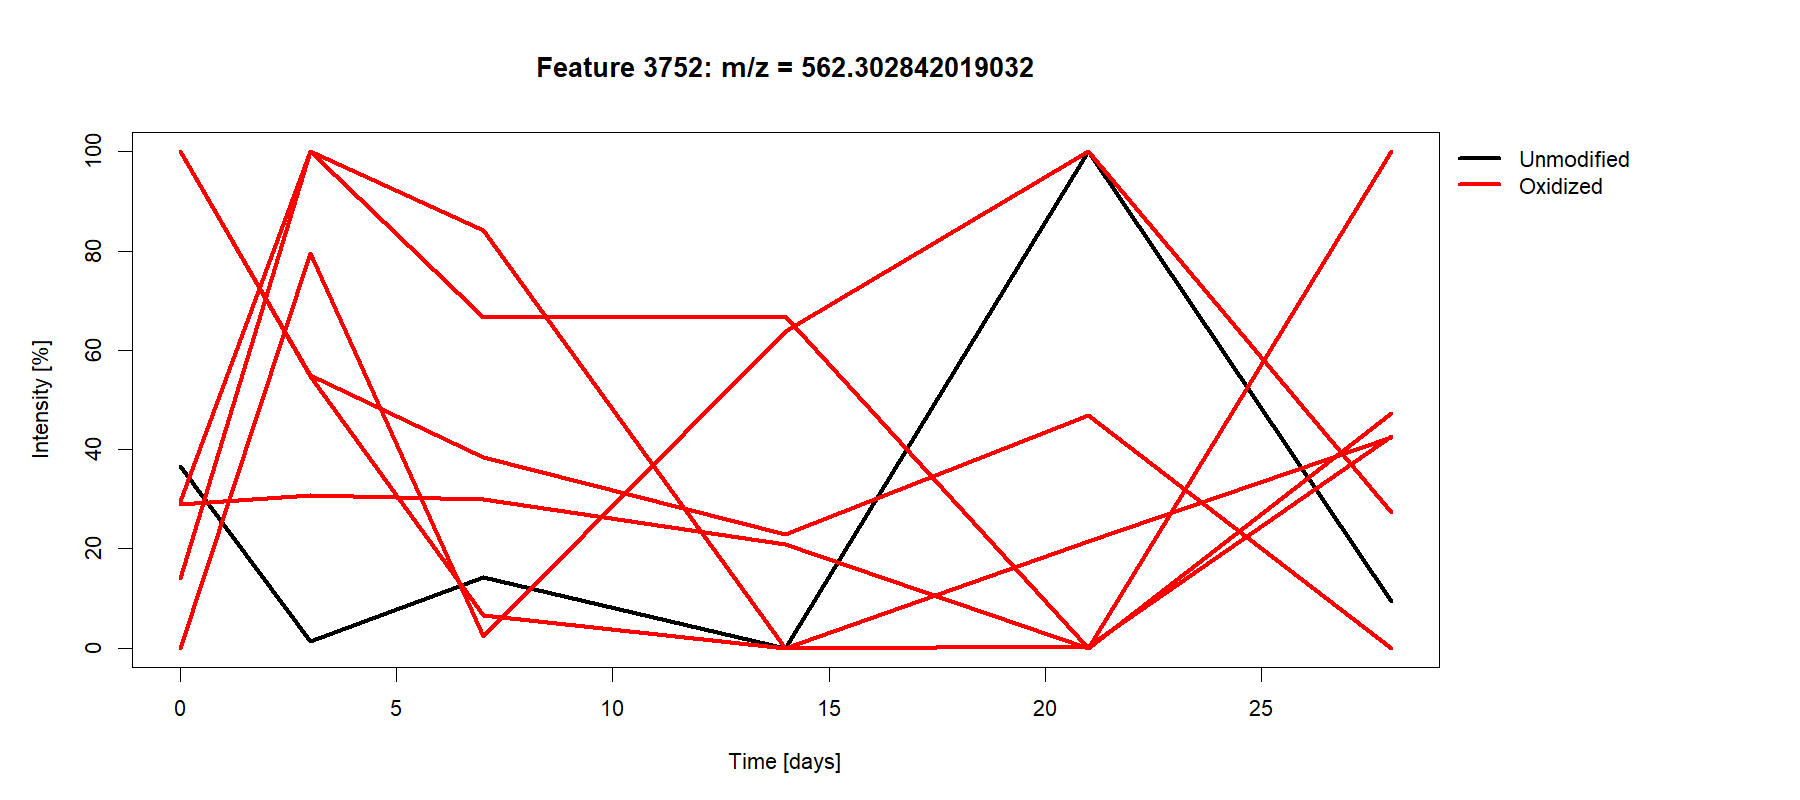 Feature 3752: m/z = 562.302842019032
Unmodified
Oxidized
Intensity [%]
100
80
60
40
20
0
0 5 10 15 20 25
Time [days]